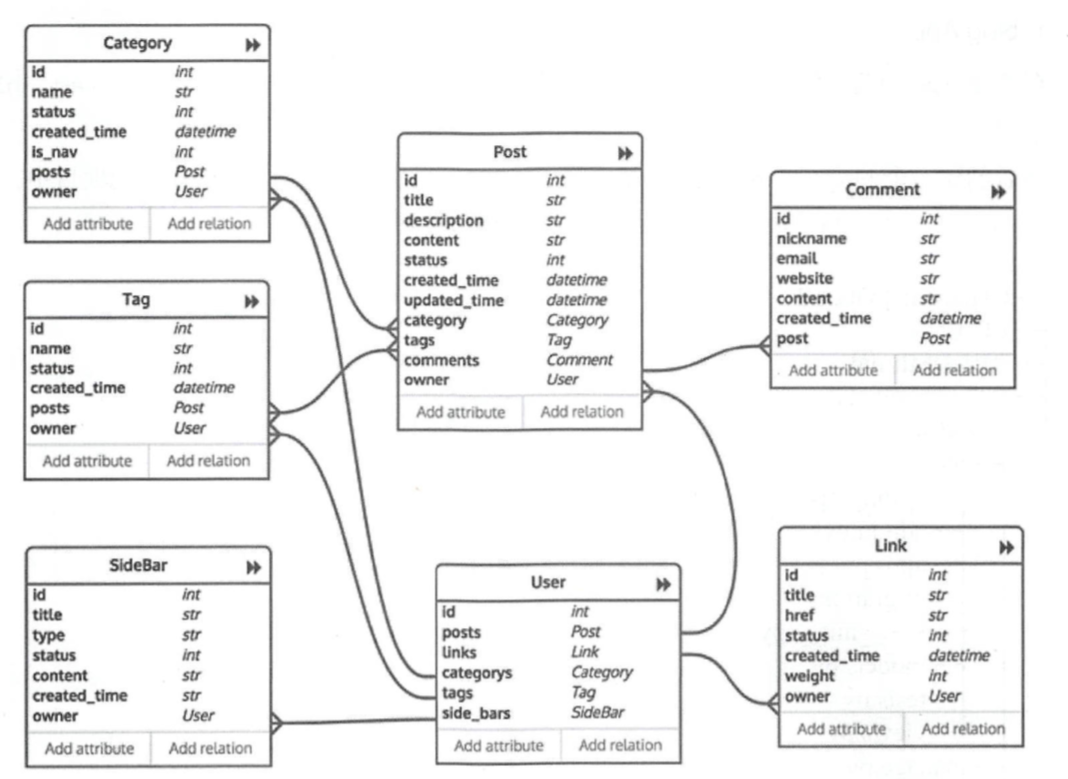 Category
id int
name str
status int
created_time datetime
is_nav int
posts Post
owner User
Add attribute Add relation
Post
id int
title str
description str
content str
status int
created_time datetime
updated_time datetime
category Category
tags Tag
comments Comment
owner User
Add attribute Add relation
Comment
id int
nickname str
email str
website str
content str
created_time datetime
post Post
Add attribute Add relation
Tag
id int
name str
status int
created_time datetime
posts Post
owner User
Add attribute Add relation
SideBar
id int
title str
type str
status int
content str
created_time str
owner User
Add attribute Add relation
User
id int
posts Post
links Link
categorys Category
tags Tag
side_bars SideBar
Add attribute Add relation
Link
id int
title str
href str
status int
created_time datetime
weight int
owner User
Add attribute Add relation